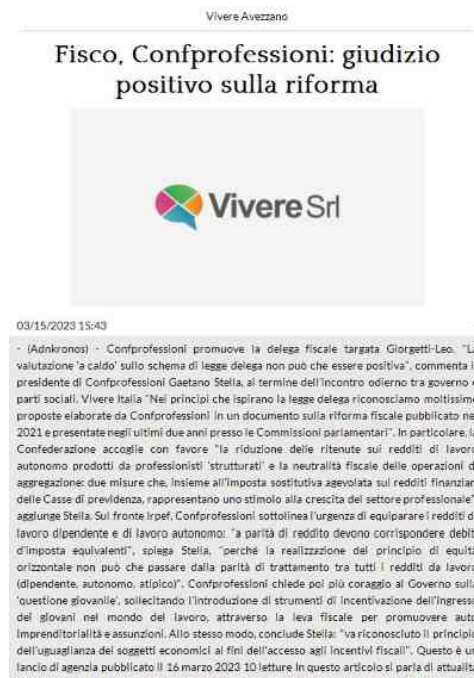 Vivere Avezzano
Fisco, Confprofessioni: giudizio
positivo sulla riforma
Vivere Srl
03/15/2023 15:43
- (Adnkronos) - Confprofessioni promuove la delega fiscale targata Giorgetti-Leo. "La
valutazione 'a caldo' sullo schema di legge delega non può che essere positiva", commenta il
presidente di Confprofessioni Gaetano Stella, al termine dell'incontro odierno tra governo e
parti sociali. Vivere Italia "Nei principi che ispirano la legge delega riconosciamo moltissime
proposte elaborate da Confprofessioni in un documento sulla riforma fiscale pubblicato nel
2021 e presentate negli ultimi due anni presso le Commissioni parlamentari". In particolare, la
Confederazione accoglie con favore "la riduzione delle ritenute sui redditi di lavoro
autonomo prodotti da professionisti 'strutturati' e la neutralità fiscale delle operazioni di
aggregazione: due misure che, insieme all'imposta sostitutiva agevolata sui redditi finanziari
delle Casse di previdenza, rappresentano uno stimolo alla crescita del settore professionale",
aggiunge Stella. Sul fronte Irpef, Confprofessioni sottolinea l'urgenza di equiparare i redditi di
lavoro dipendente e di lavoro autonomo: "a parità di reddito devono corrispondere debiti
d'imposta equivalenti", spiega Stella, "perché la realizzazione del principio di equità
orizzontale non può che passare dalla parità di trattamento tra tutti i redditi da lavoro
(dipendente, autonomo, atipico)". Confprofessioni chiede poi più coraggio al Governo sulla
'questione giovanile', sollecitando l'introduzione di strumenti di incentivazione dell'ingresso
dei giovani nel mondo del lavoro, attraverso la leva fiscale per promuovere auto
imprenditorialità e assunzioni. Allo stesso modo, conclude Stella: "va riconosciuto il principio
dell'uguaglianza dei soggetti economici ai fini dell'accesso agli incentivi fiscali". Questo è un
lancio di agenzia pubblicato il 16 marzo 2023 10 letture In questo articolo si parla di attualità